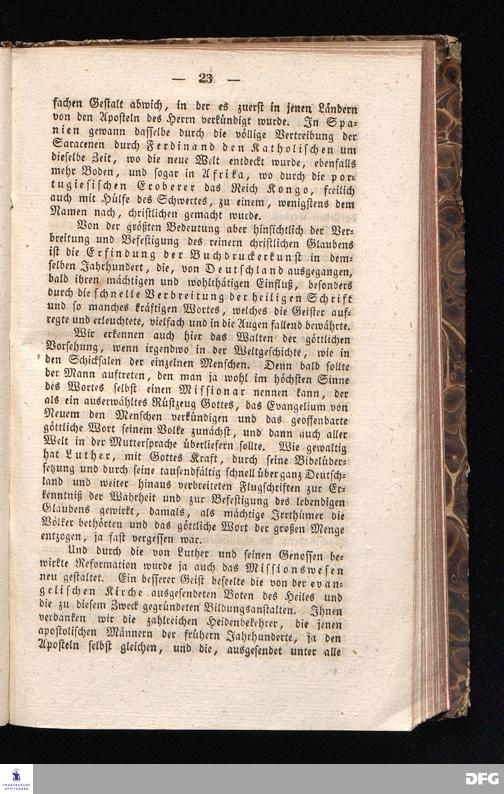 — 23 —
fachen Gestalt abwich, in der es zuerst in jenen Ländern
von den Aposteln des Herrn verkündigt wurde. In Spa-
nien gewann dasselbe durch die völlige Vertreibung der
Saracenen durch Ferdinand den Katholischen um
dieselbe Zeit, wo die neue Welt entdeckt wurde, ebenfalls
mehr Boden, und sogar in Afrika, wo durch die por-
tugiesischen Eroberer das Reich Kongo, freilich
auch mit Hülfe des Schwertes, zu einem, wenigstens dem
Namen nach, christlichen gemacht wurde.
Von der größten Bedeutung aber hinsichtlich der Ver-
breitung und Befestigung des reinern christlichen Glaubens
ist die Erfindung der Buchdruckerkunst in dem-
selben Jahrhundert, die, von Deutschland ausgegangen,
bald ihren mächtigen und wohlthätigen Einfluß, besonders
durch die schnelle Verbreitung der heiligen Schrift
und so manches kräftigen Wortes, welches die Geister auf-
regte und erleuchtete, vielfach und in die Augen fallend bewährte.
Wir erkennen auch hier das Walten der göttlichen
Vorsehung, wenn irgendwo in der Weltgeschichte, wie in
den Schicksalen der einzelnen Menschen. Denn bald sollte
der Mann auftreten, den man ja wohl im höchsten Sinne
des Wortes selbst einen Missionar nennen kann, der
als ein auserwähltes Rüstzeug Gottes, das Evangelium von
Neuem den Menschen verkündigen und das geoffenbarte
göttliche Wort seinem Volke zunächst, und dann auch aller
Welt in der Muttersprache überliefern sollte. Wie gewaltig
hat Luther, mit Gottes Kraft, durch seine Bibelüber-
setzung und durch seine tausendfältig schnell über ganz Deutsch-
land und weiter hinaus verbreiteten Flugschriften zur Er-
kenntniß der Wahrheit und zur Befestigung des lebendigen
Glaubens gewirkt, damals, als mächtige Irrthümer die
Völker bethörten und das göttliche Wort der großen Menge
entzogen, ja fast vergessen war.
Und durch die von Luther und seinen Genossen be-
wirkte Reformation wurde ja auch das Missionswesen
neu gestaltet. Ein besserer Geist beseelte die von der evan-
gelischen Kirche ausgesendeten Boten des Heiles und
die zu diesem Zweck gegründeten Bildungsanstalten. Ihnen
verdanken wir die zahlreichen Heidenbekehrer, die jenen
apostolischen Männern der frühern Jahrhunderte, ja den
Aposteln selbst gleichen, und die, ausgesendet unter alle
FRANCKESCHE
STIFTUNGEN
DFG